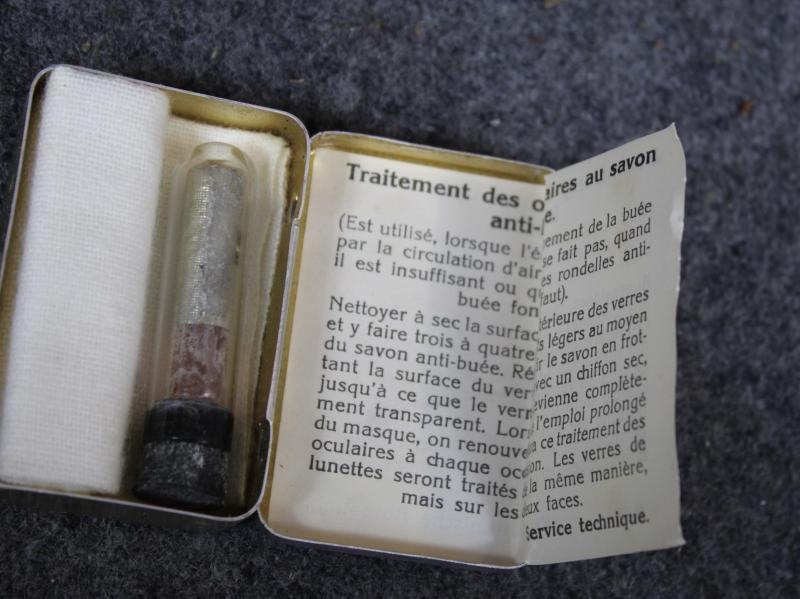 Traitement des o aires au savon
anti- e.
(Est utilisé, lorsque l'é ement de la buée
par la circulation d'air se fait pas, quand
il est insuffisant ou qu es rondelles anti-
buée fon faut).
Nettoyer à sec la surfac térieure des verres
et y faire trois à quatre s légers au moyen
du savon anti-buée. Ré r le savon en frot-
tant la surface du ver vec un chiffon sec,
jusqu'à ce que le verr evienne complète-
ment transparent. Lor l'emploi prolongé
du masque, on renouve a ce traitement des
oculaires à chaque occ on. Les verres de
lunettes seront traités la même manière,
mais sur les eux faces.
Service technique.